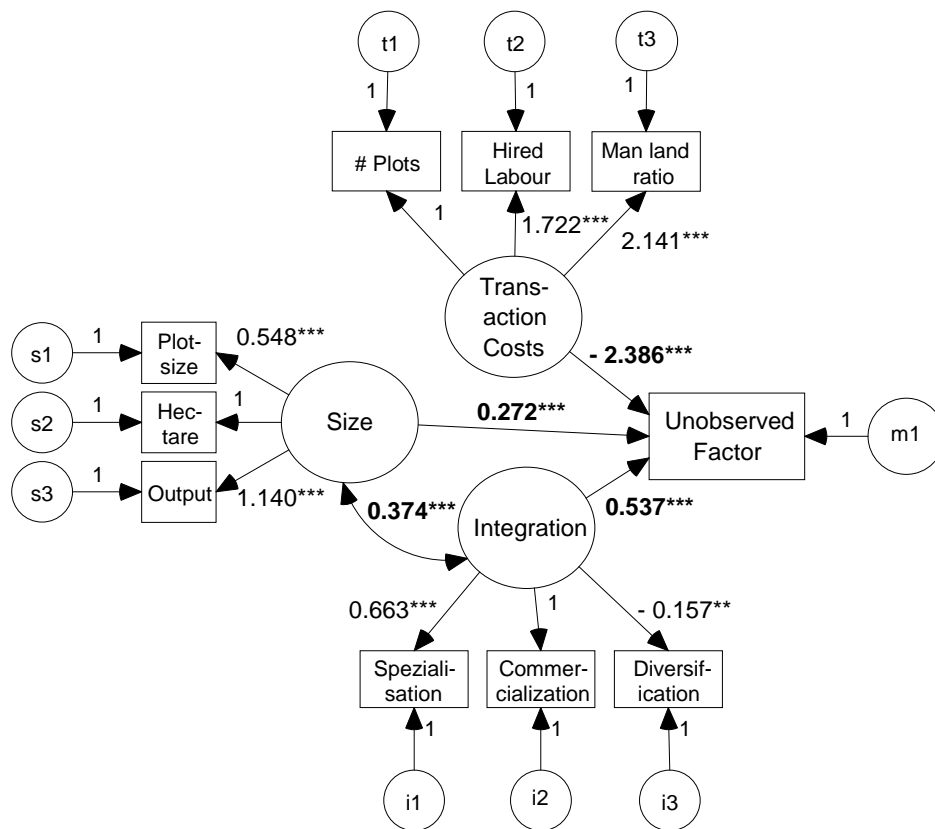 t1
t2
t3
1
1
1
# Plots
Hired
Labour
Man land
ratio
1
1.722***
2.141***
Trans-
action
Costs
- 2.386***
s1
1
Plot-
size
0.548***
s2
1
Hec-
tare
1
Size
0.272***
Unobserved
Factor
1
m1
s3
1
Output
1.140***
0.374***
Integration
0.537***
0.663***
1
- 0.157**
Speziali-
sation
Commer-
cialization
Diversif-
ication
1
1
1
i1
i2
i3